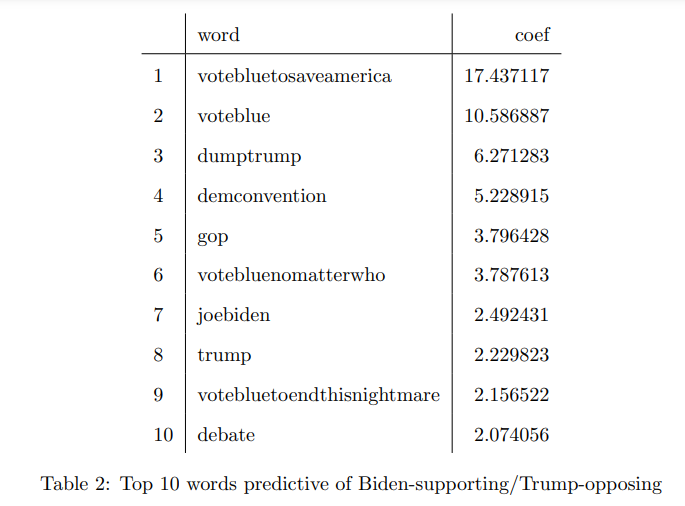 word coef
1 votebluetosaveamerica 17.437117
2 voteblue 10.586887
3 dumptrump 6.271283
4 demconvention 5.228915
5 gop 3.796428
6 votebluenomatterwho 3.787613
7 joebiden 2.492431
8 trump 2.229823
9 votebluetoendthisnightmare 2.156522
10 debate 2.074056
Table 2: Top 10 words predictive of Biden-supporting/Trump-opposing